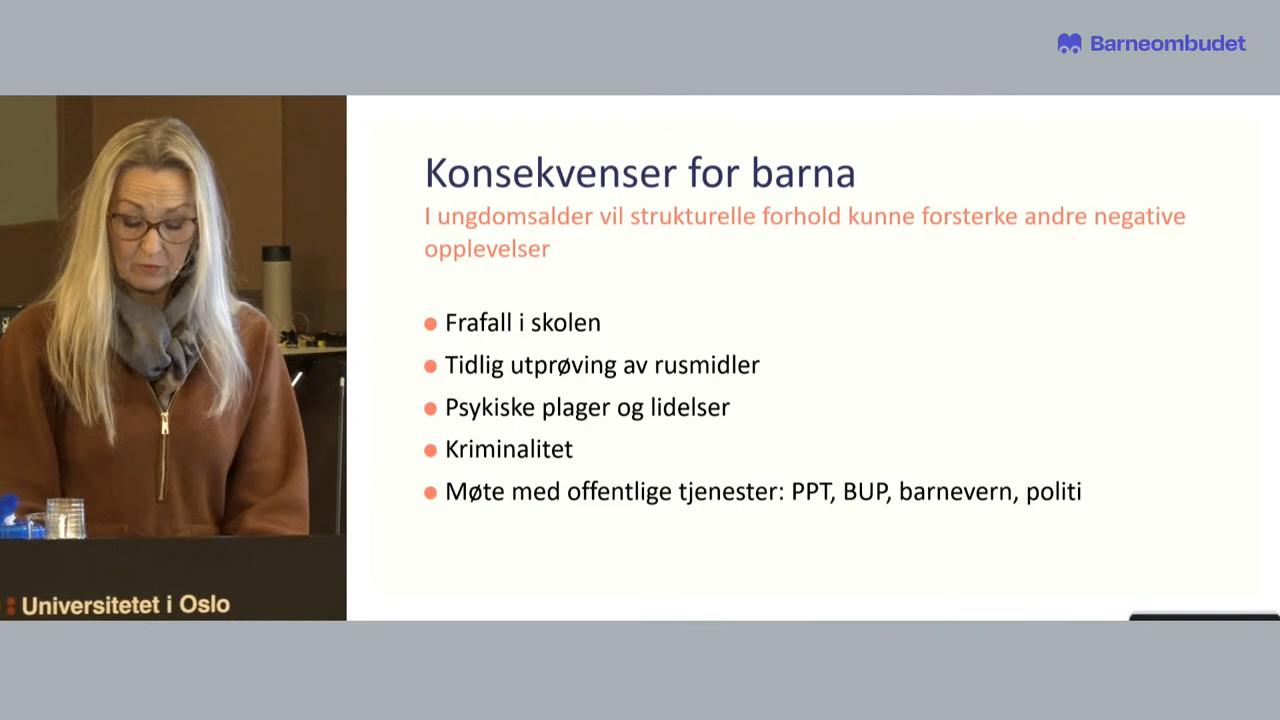 Barneombudet
Konsekvenser for barna
I ungdomsalder vil strukturelle forhold kunne forsterke andre negative
opplevelser
Frafall i skolen
Tidlig utprøving av rusmidler
Psykiske plager og lidelser
Kriminalitet
Møte med offentlige tjenester: PPT, BUP, barnevern, politi
Universitetet i Oslo